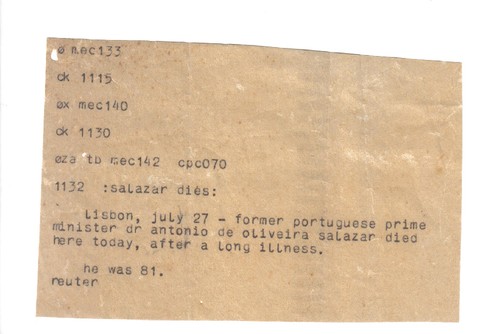 ø mec133
ck 1115
øx mec140
ck 1130
øza tb mec142 cpc070
1132 :salazar dies:
lisbon, july 27 - former portuguese prime
minister dr antonio de oliveira salazar died
here today, after a long illness.
he was 81.
reuter